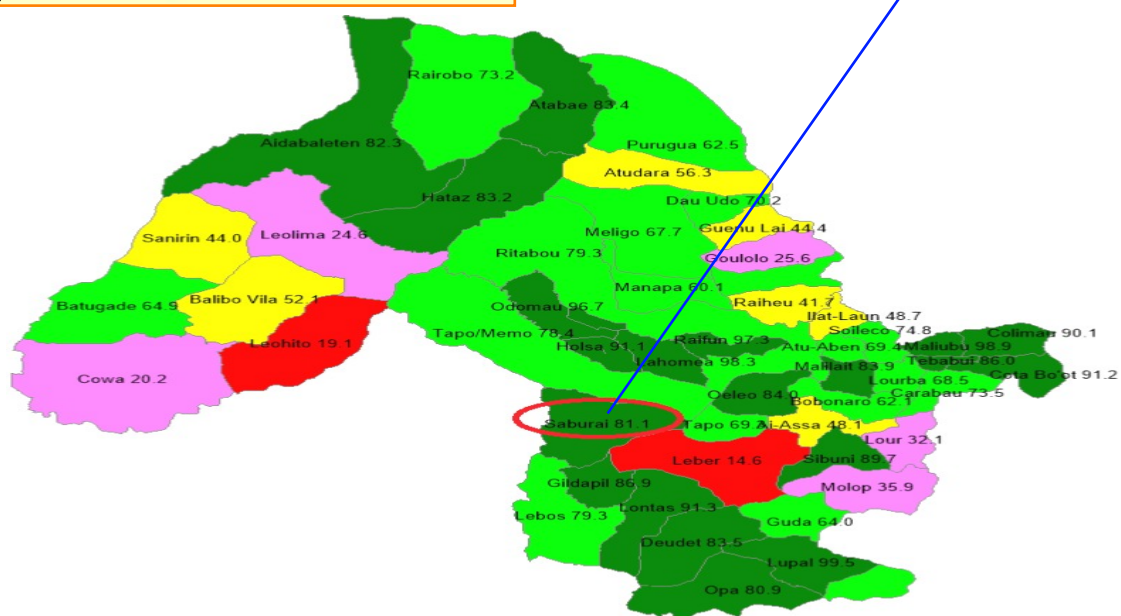 Rairobo 73.2
Atabae 83.4
Aidabaleten 82.3
Purugua 62.5
Atudara 56.3
Hataz 83.2
Dau Udo 70.2
Leolima 24.6
Sanirin 44.0
Meligo 67.7
Guenu Lai 44.4
Ritabou 79.3
Goulolo 25.6
Manapa 60.1
Batugade 64.9
Balibo Vila 52.1
Odomau 96.7
Raiheu 41.7
Ilat-Laun 48.7
Tapo/Memo 78.4
Soileco 74.8
Leohito 19.1
Holsa 91.1
Raifun 97.3
Atu-Aben 69.4
Maliubu 98.9
Coliman 90.1
Lahomea 98.3
Maliilait 83.9
Tebabui 86.0
Cowa 20.2
Lourba 68.5
Cota Bo'ot 91.2
Oeleo 84.0
Bobonaro 62.1
Carabau 73.5
Saburai 81.1
Tapo 69.2
Ai-Assa 48.1
Lour 32.1
Leber 14.6
Sibuni 89.7
Gildapil 86.9
Molop 35.9
Lebos 79.3
Lontas 91.3
Guda 64.0
Deudet 83.5
Lupal 99.5
Opa 80.9